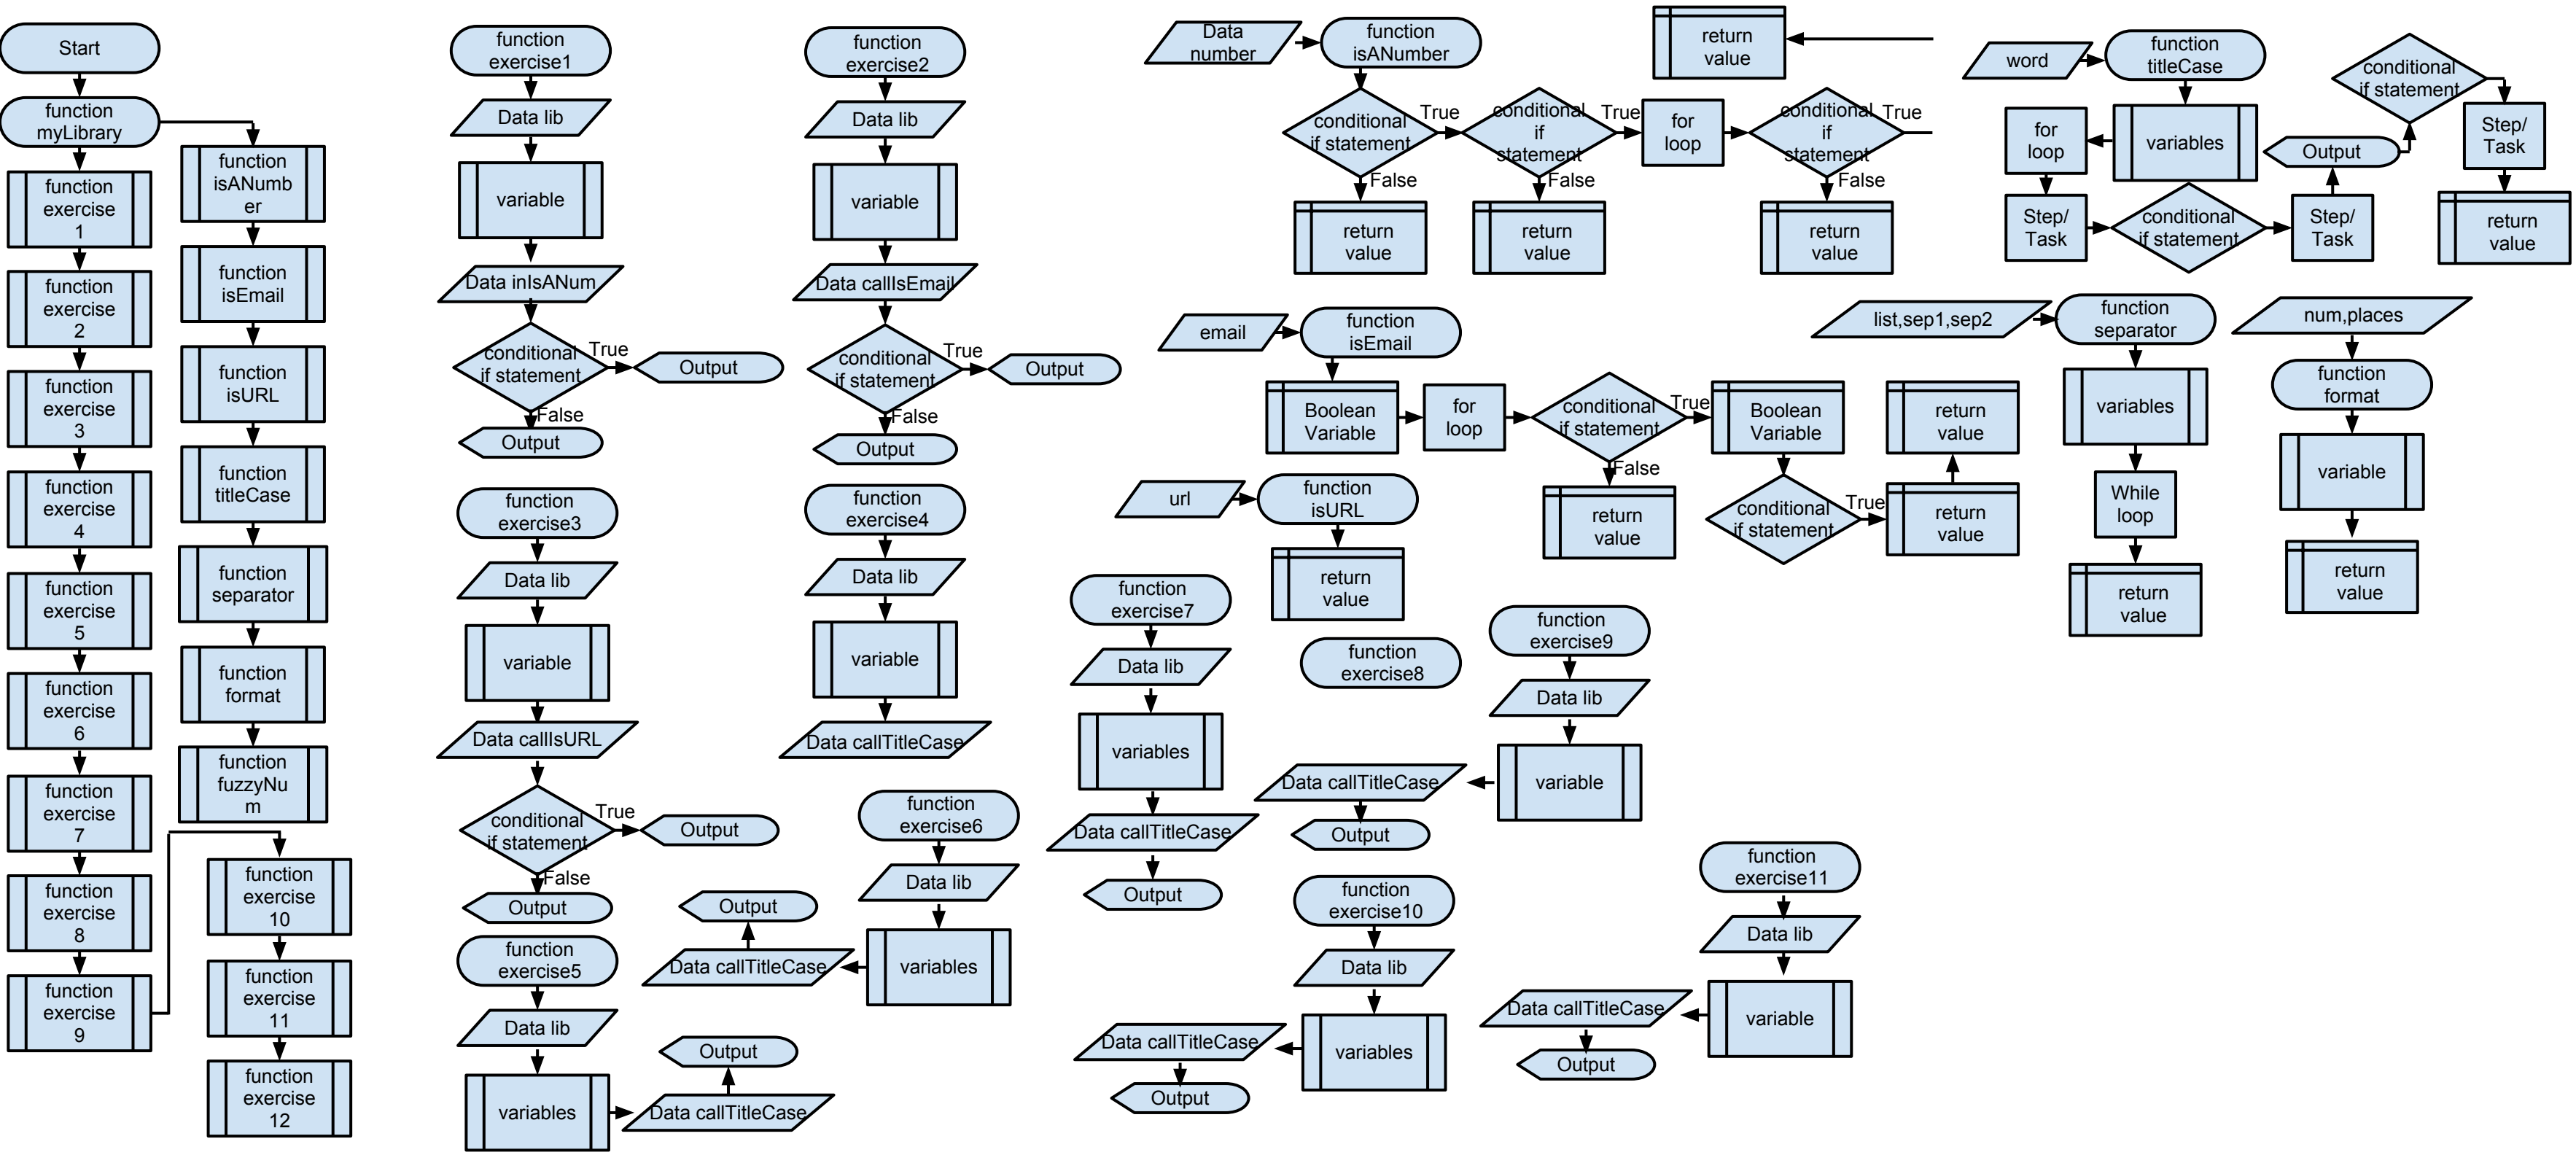 Start
function
myLibrary
function
exercise
1
function
exercise
2
function
exercise
3
function
exercise
4
function
exercise
5
function
exercise
6
function
exercise
7
function
exercise
8
function
exercise
9
function
isANumb
er
function
isEmail
function
isURL
function
titleCase
function
separator
function
format
function
fuzzyNu
m
function
exercise
10
function
exercise
11
function
exercise
12
function
exercise1
Data lib
variable
Data inIsANum
conditional
if statement
True
Output
False
Output
function
exercise2
Data lib
variable
Data callIsEmail
conditional
if statement
True
Output
False
Output
function
exercise3
Data lib
variable
Data callIsURL
conditional
if statement
True
Output
False
Output
function
exercise4
Data lib
variable
Data callTitleCase
function
exercise5
Data lib
variables
Data callTitleCase
Output
function
exercise6
Data lib
variables
Data callTitleCase
Output
Data
number
function
isANumber
conditional
if statement
True
False
return
value
conditional
if
statement
True
False
return
value
for
loop
conditional
if
statement
True
False
return
value
return
value
word
function
titleCase
variables
for
loop
Step/
Task
conditional
if statement
Step/
Task
Output
conditional
if statement
Step/
Task
return
value
email
function
isEmail
Boolean
Variable
for
loop
conditional
if statement
True
False
return
value
Boolean
Variable
conditional
if statement
True
return
value
return
value
list,sep1,sep2
function
separator
variables
While
loop
return
value
num,places
function
format
variable
return
value
url
function
isURL
return
value
function
exercise7
Data lib
variables
Data callTitleCase
Output
function
exercise8
function
exercise9
Data lib
variable
Data callTitleCase
Output
function
exercise10
Data lib
variables
Data callTitleCase
Output
function
exercise11
Data lib
variable
Data callTitleCase
Output